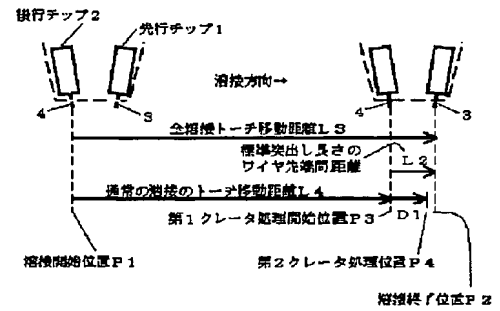 後行チップ2
先行チップ1
溶接方向→
4
3
4
3
全溶接トーチ移動距離L3
標準突出し長さの
ワイヤ先端間距離
L2
通常の溶接のトーチ移動距離L4
第1クレータ処理開始位置P3
D1
溶接開始位置P1
第2クレータ処理位置P4
溶接終了位置P2